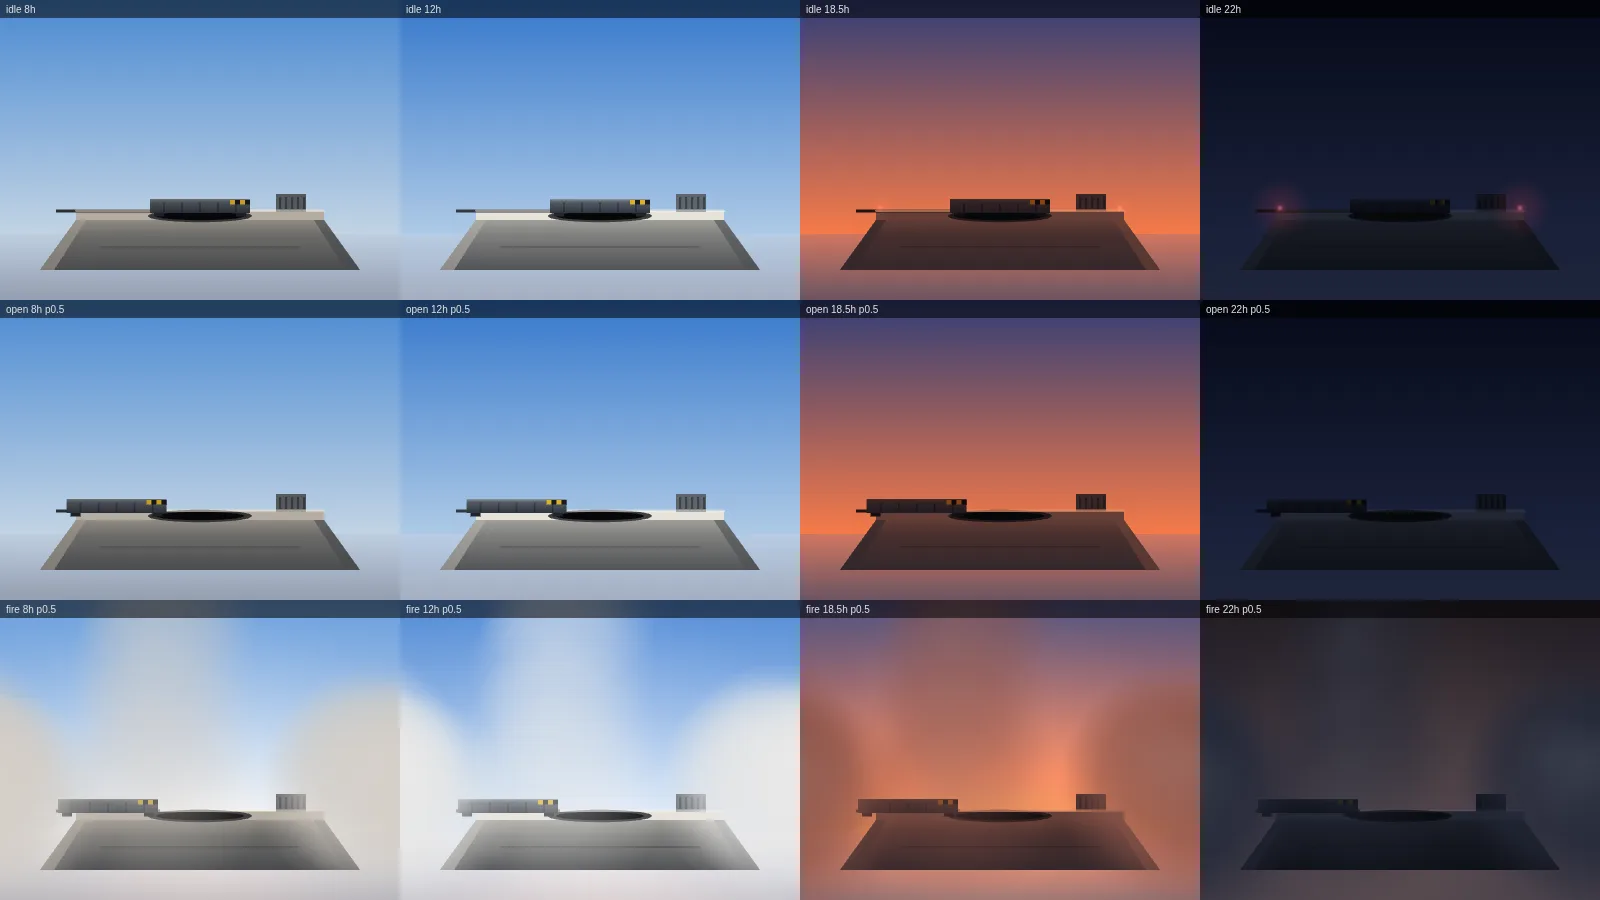 idle 8h
idle 12h
idle 18.5h
idle 22h
open 8h p0.5
open 12h p0.5
open 18.5h p0.5
open 22h p0.5
fire 8h p0.5
fire 12h p0.5
fire 18.5h p0.5
fire 22h p0.5